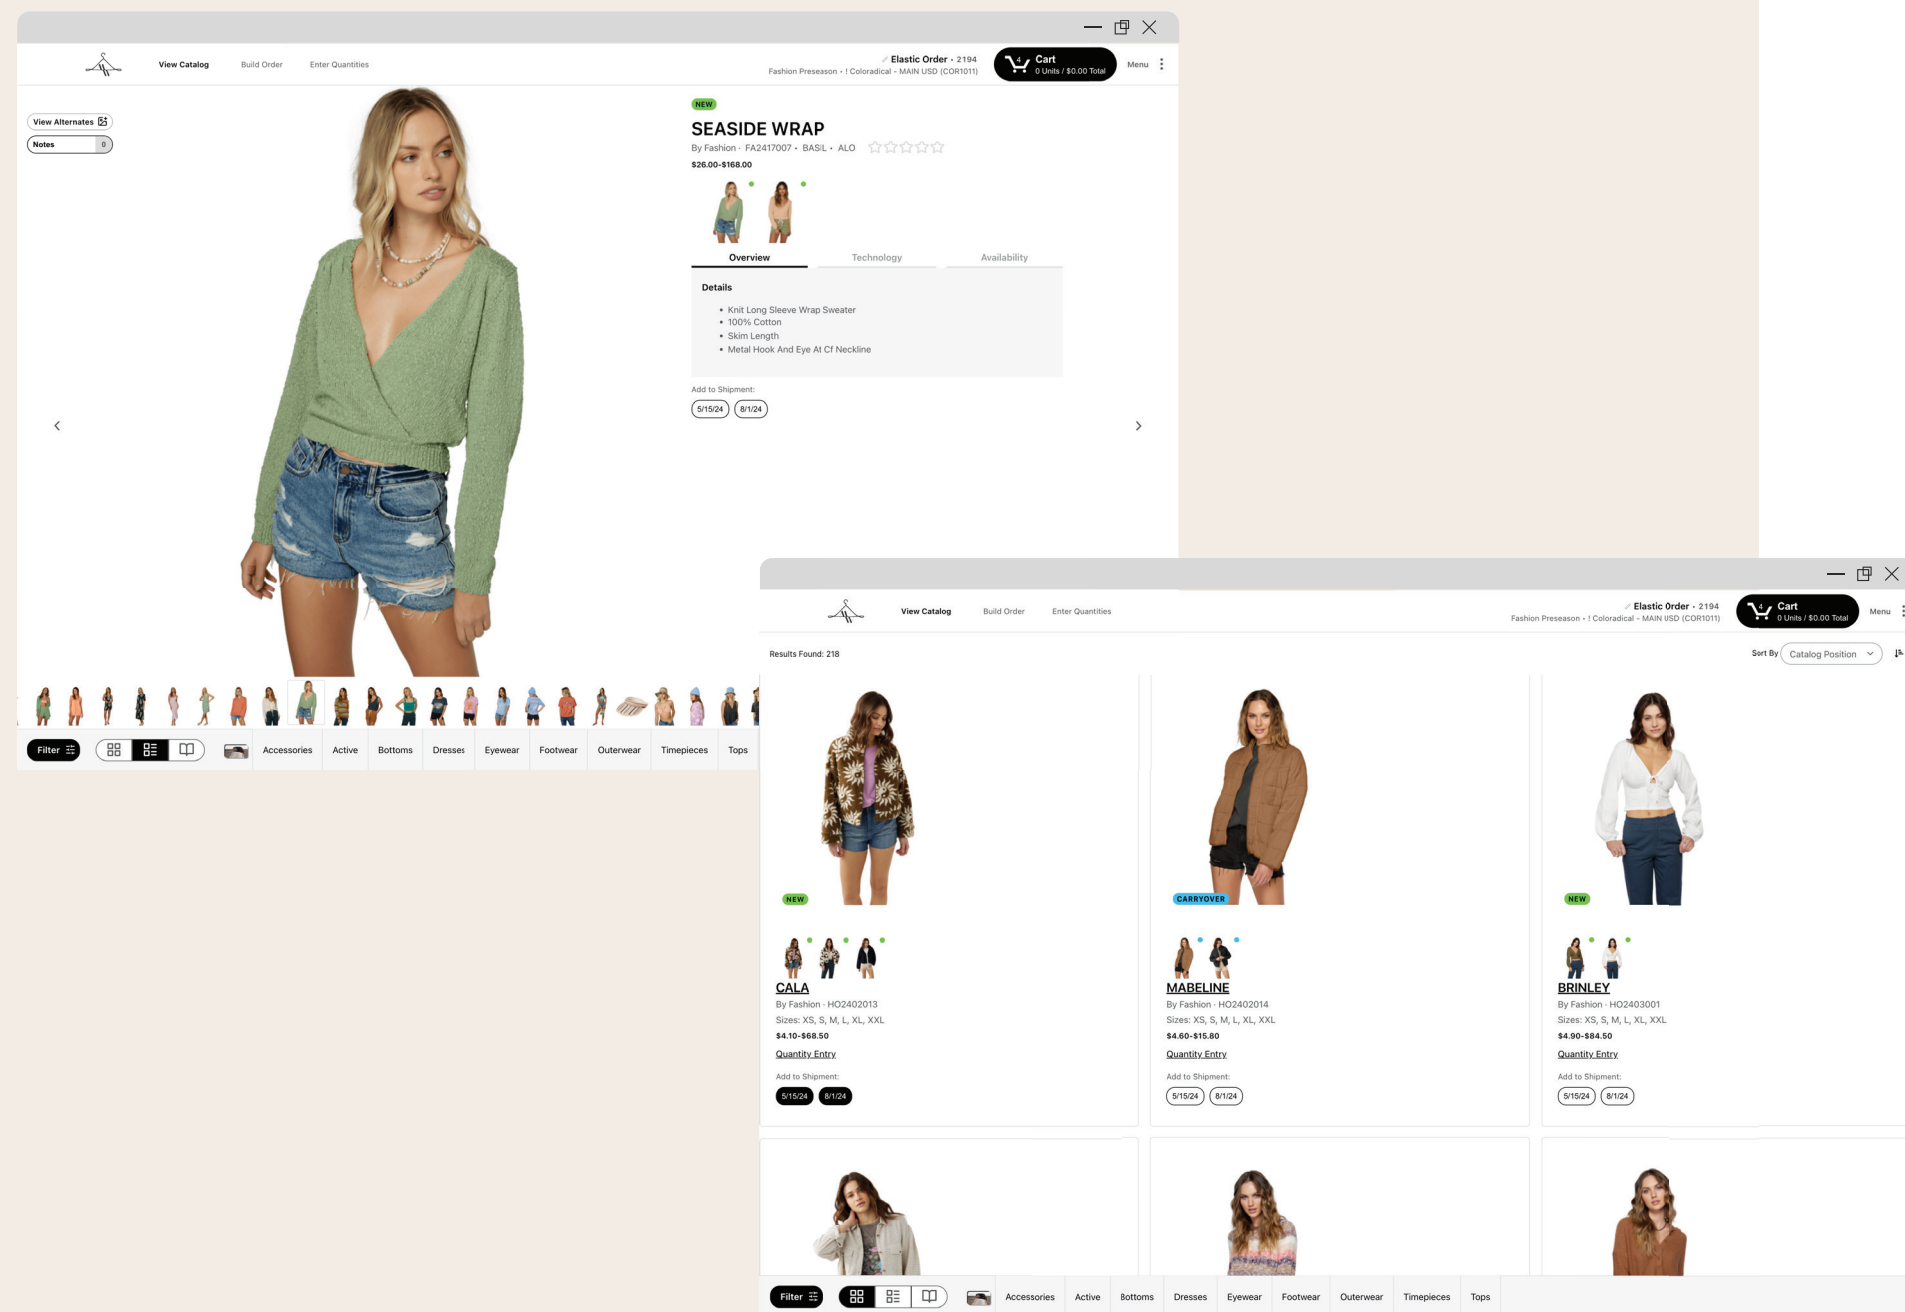 View Catalog
Build Order
Enter Quantities
Elastic Order • 2194
Fashion Preseason • ! Coloradical - MAIN USD (COR1011)
4
Cart
0 Units / $0.00 Total
Menu
View Alternates
Notes 0
NEW
SEASIDE WRAP
By Fashion · FA2417007 • BASIL • ALO
$26.00-$168.00
Overview
Technology
Availability
Details
• Knit Long Sleeve Wrap Sweater
• 100% Cotton
• Skim Length
• Metal Hook And Eye At Cf Neckline
Add to Shipment:
5/15/24
8/1/24
Filter
Accessories
Active
Bottoms
Dresses
Eyewear
Footwear
Outerwear
Timepieces
Tops
View Catalog
Build Order
Enter Quantities
Elastic Order • 2194
Fashion Preseason • ! Coloradical - MAIN USD (COR1011)
4
Cart
0 Units / $0.00 Total
Menu
Results Found: 218
Sort By
Catalog Position
NEW
CALA
By Fashion · HO2402013
Sizes: XS, S, M, L, XL, XXL
$4.10-$68.50
Quantity Entry
Add to Shipment:
5/15/24
8/1/24
CARRYOVER
MABELINE
By Fashion · HO2402014
Sizes: XS, S, M, L, XL, XXL
$4.60-$15.80
Quantity Entry
Add to Shipment:
5/15/24
8/1/24
NEW
BRINLEY
By Fashion · HO2403001
Sizes: XS, S, M, L, XL, XXL
$4.90-$84.50
Quantity Entry
Add to Shipment:
5/15/24
8/1/24
Filter
Accessories
Active
Bottoms
Dresses
Eyewear
Footwear
Outerwear
Timepieces
Tops